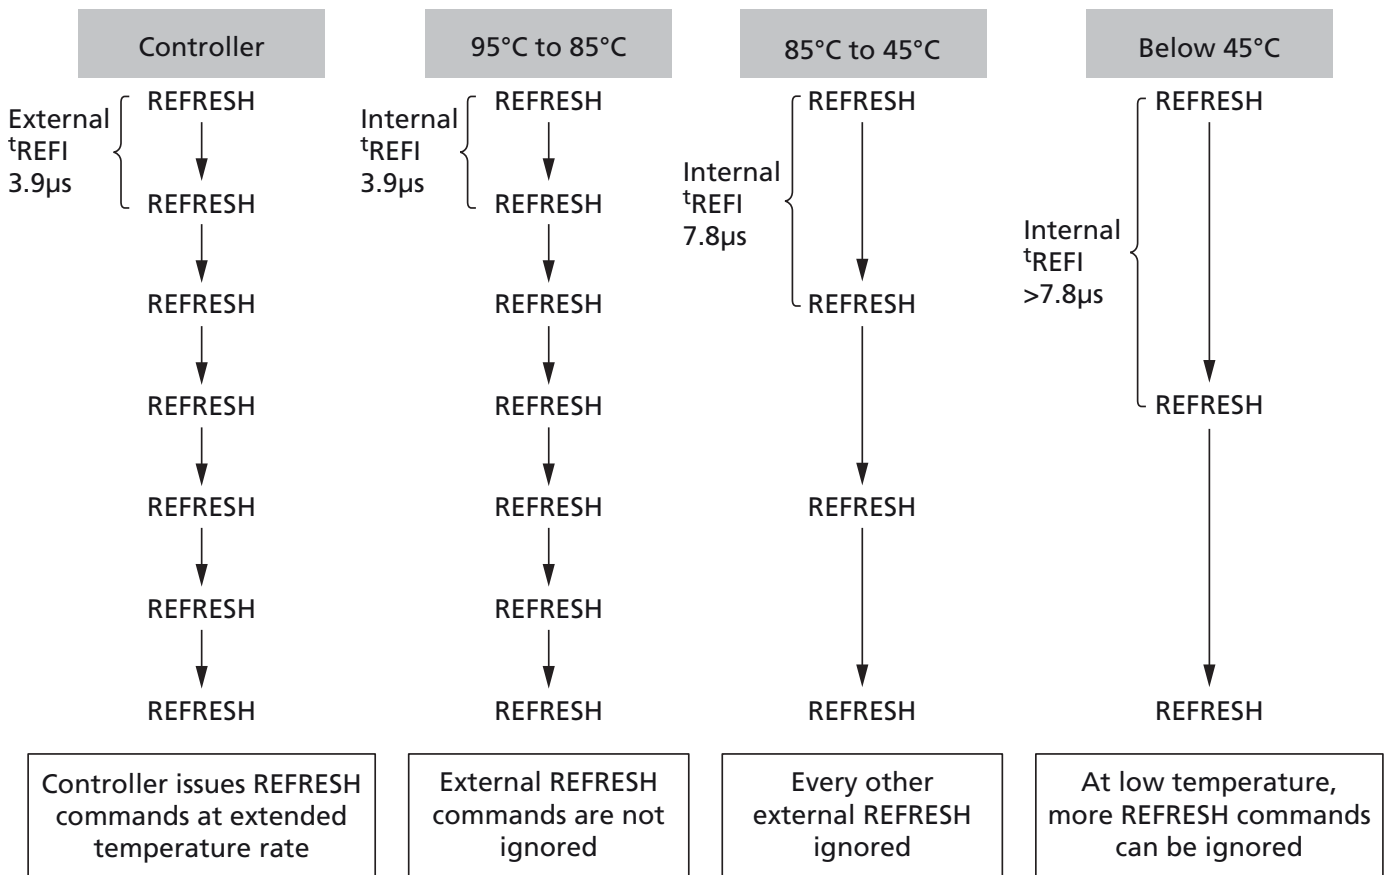 Controller
95°C to 85°C
85°C to 45°C
Below 45°C
External
tREFI
3.9µs
REFRESH
REFRESH
REFRESH
REFRESH
REFRESH
REFRESH
REFRESH
Internal
tREFI
3.9µs
REFRESH
REFRESH
REFRESH
REFRESH
REFRESH
REFRESH
REFRESH
Internal
tREFI
7.8µs
REFRESH
REFRESH
REFRESH
REFRESH
Internal
tREFI
>7.8µs
REFRESH
REFRESH
REFRESH
Controller issues REFRESH
commands at extended
temperature rate
External REFRESH
commands are not
ignored
Every other
external REFRESH
ignored
At low temperature,
more REFRESH commands
can be ignored